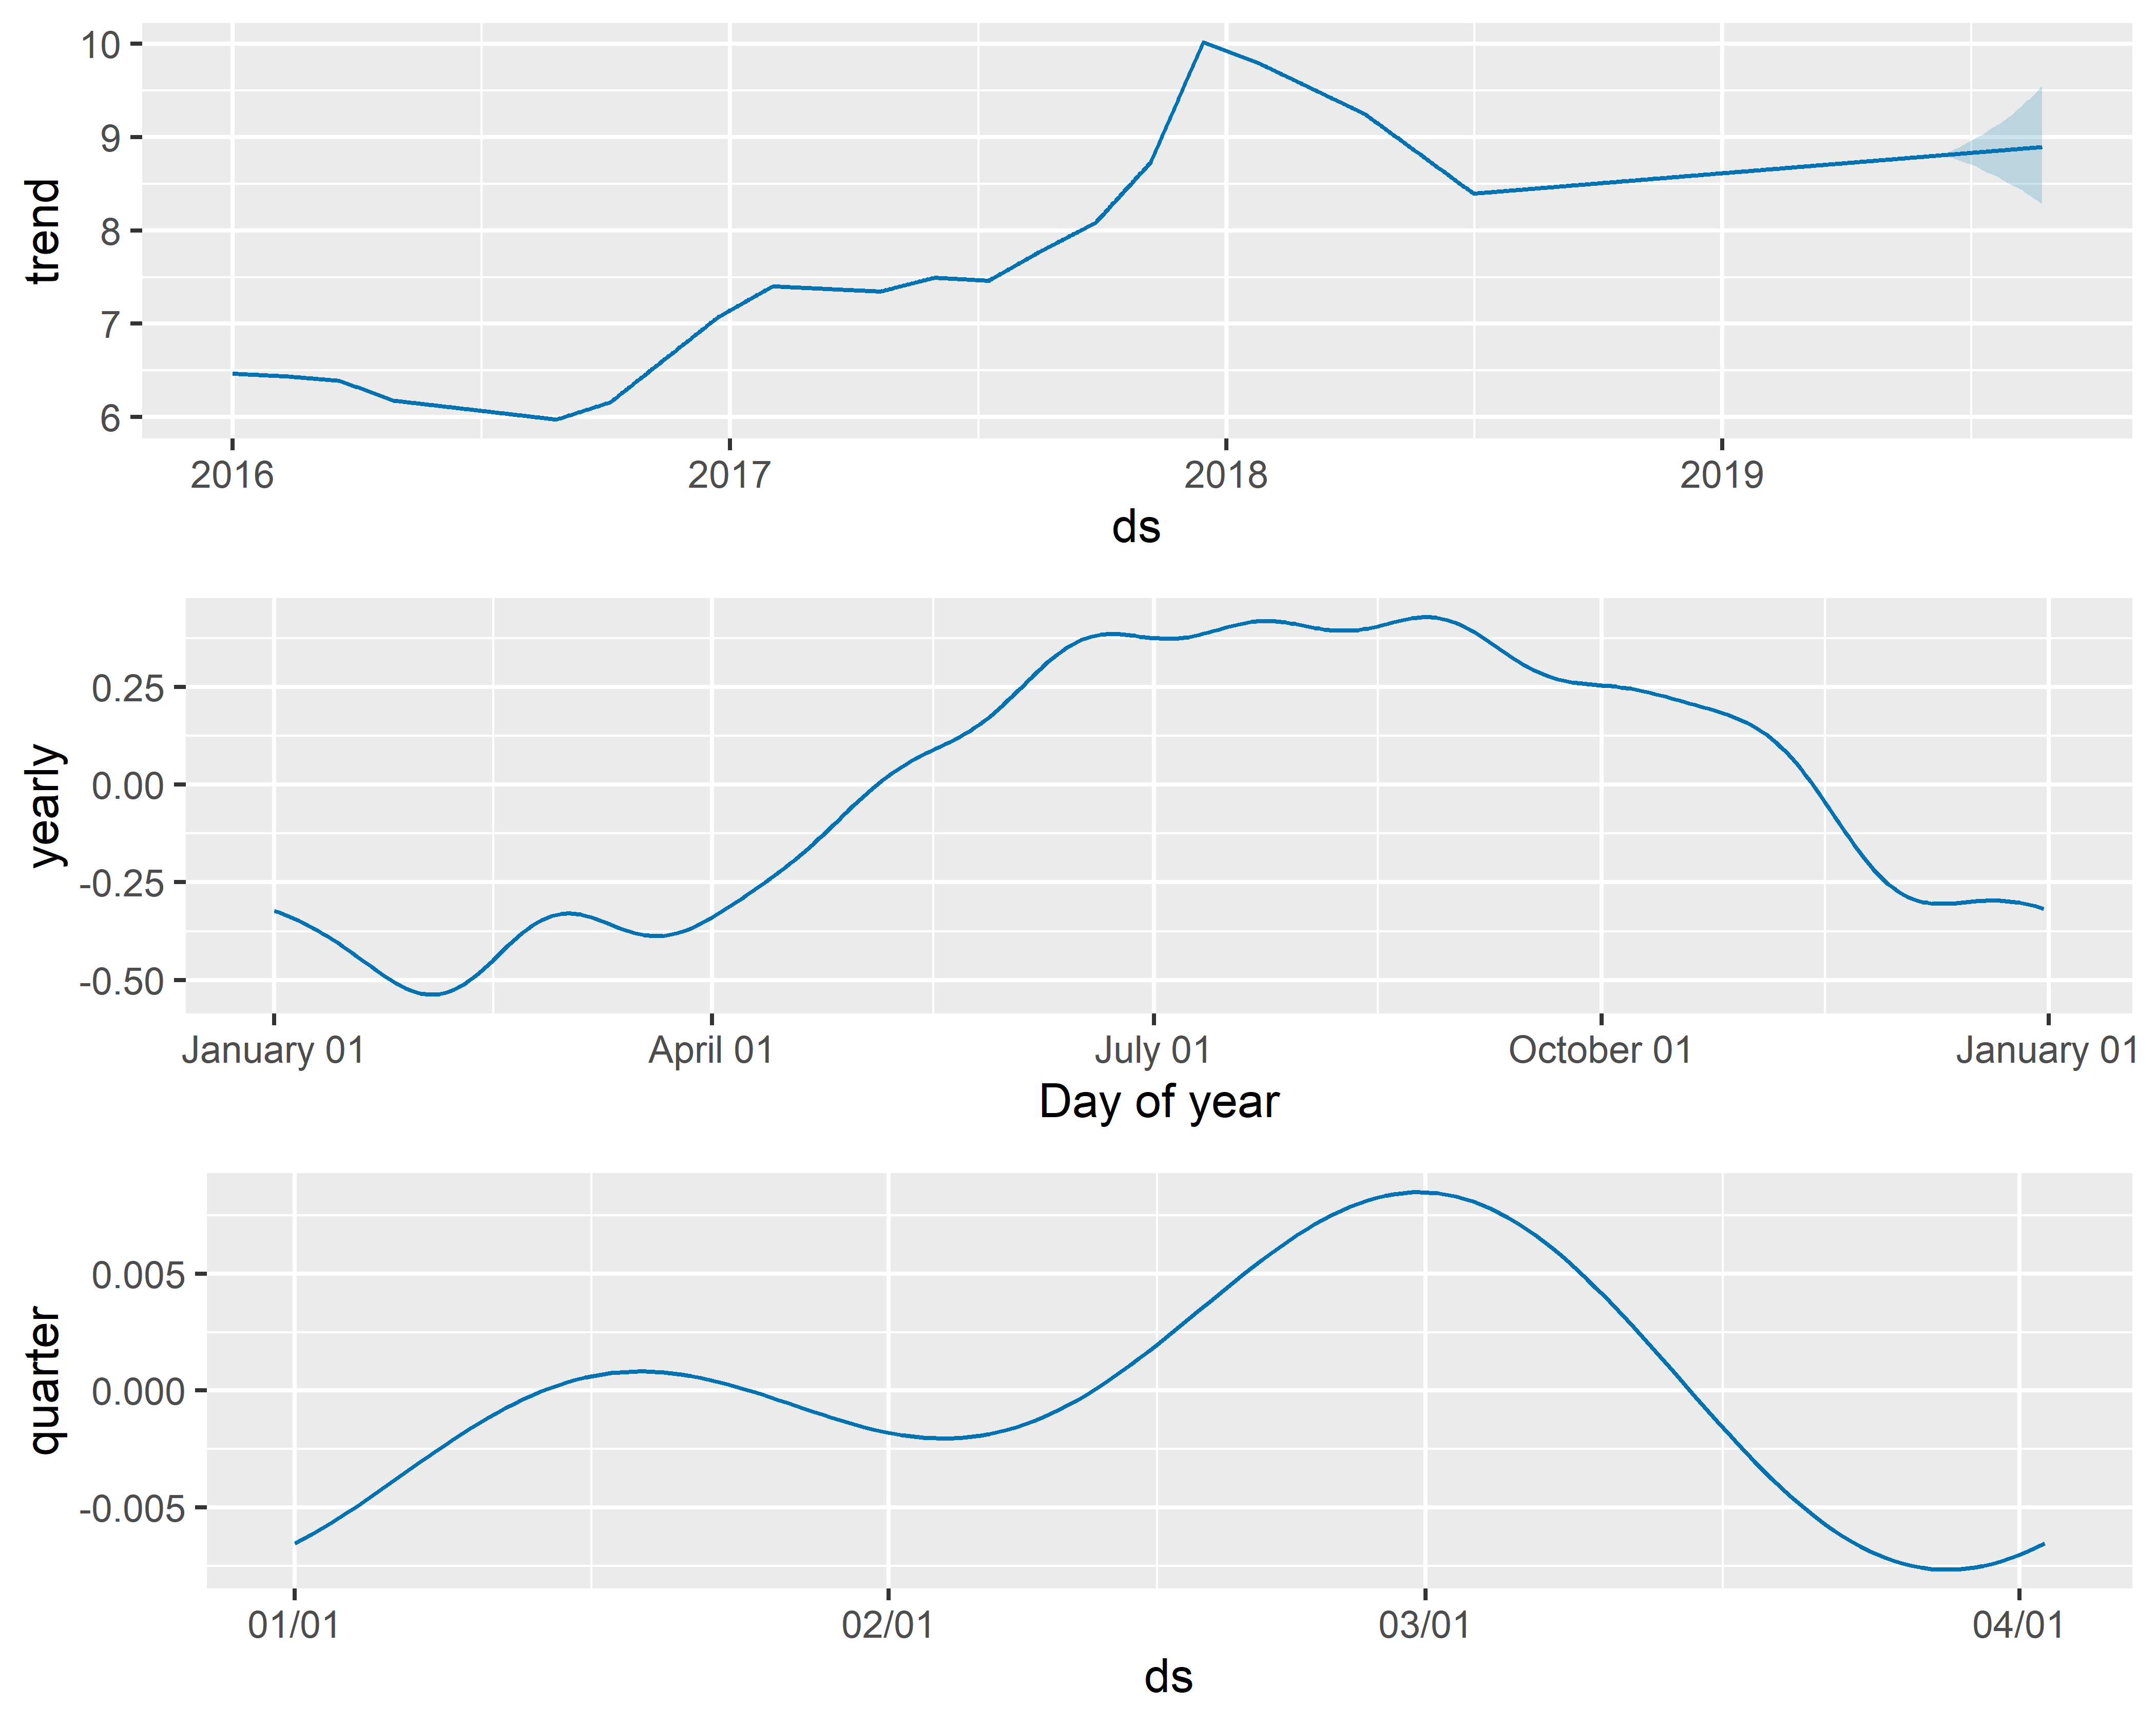 10
9
8
7
6
trend
2016 2017 2018 2019
ds
0.25
0.00
-0.25
-0.50
yearly
January 01 April 01 July 01 October 01 January 01
Day of year
0.005
0.000
-0.005
quarter
01/01 02/01 03/01 04/01
ds